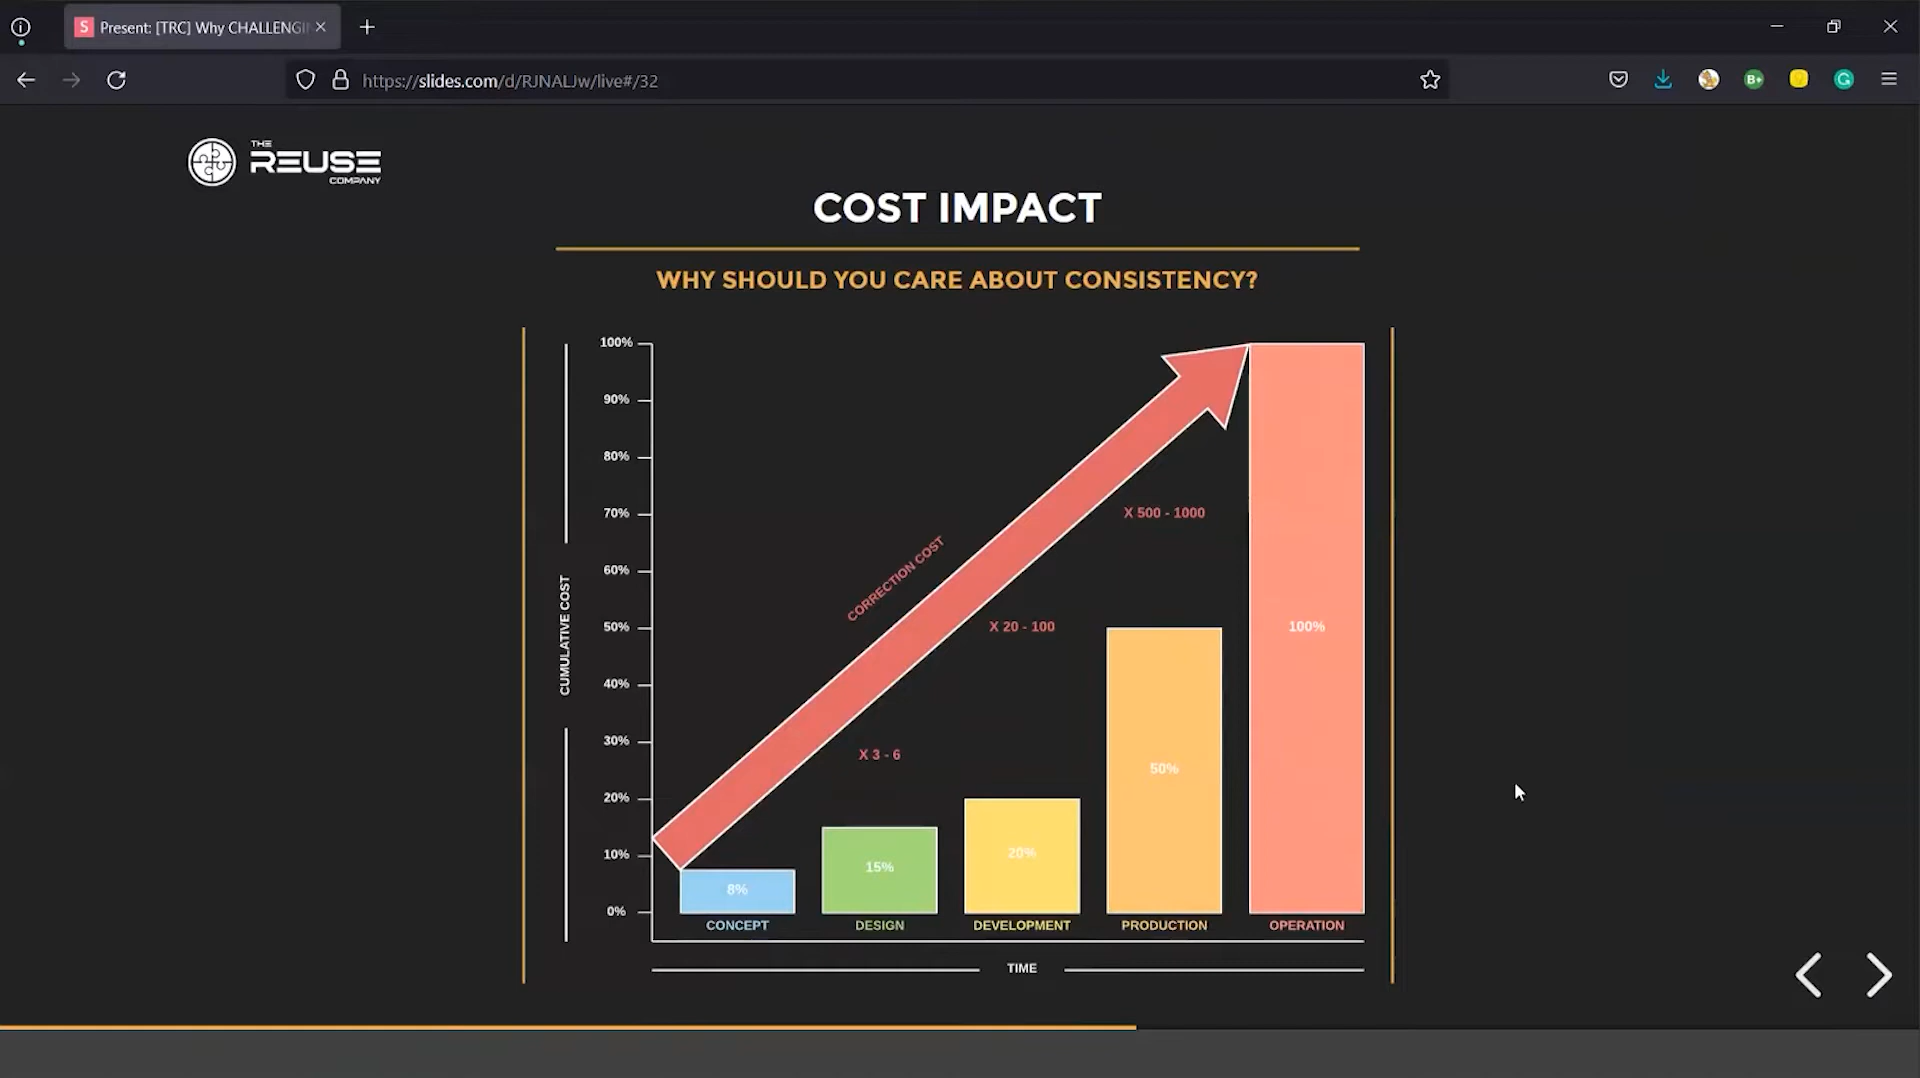 Present: [TRC] Why CHALLENGI
https://slides.com/d/RJNALJw/live#/32
THE
REUSE
COMPANY
COST IMPACT
WHY SHOULD YOU CARE ABOUT CONSISTENCY?
100%
90%
80%
70%
60%
50%
40%
30%
20%
10%
0%
CUMULATIVE COST
CORRECTION COST
X 3 - 6
X 20 - 100
X 500 - 1000
8%
15%
20%
50%
100%
CONCEPT
DESIGN
DEVELOPMENT
PRODUCTION
OPERATION
TIME